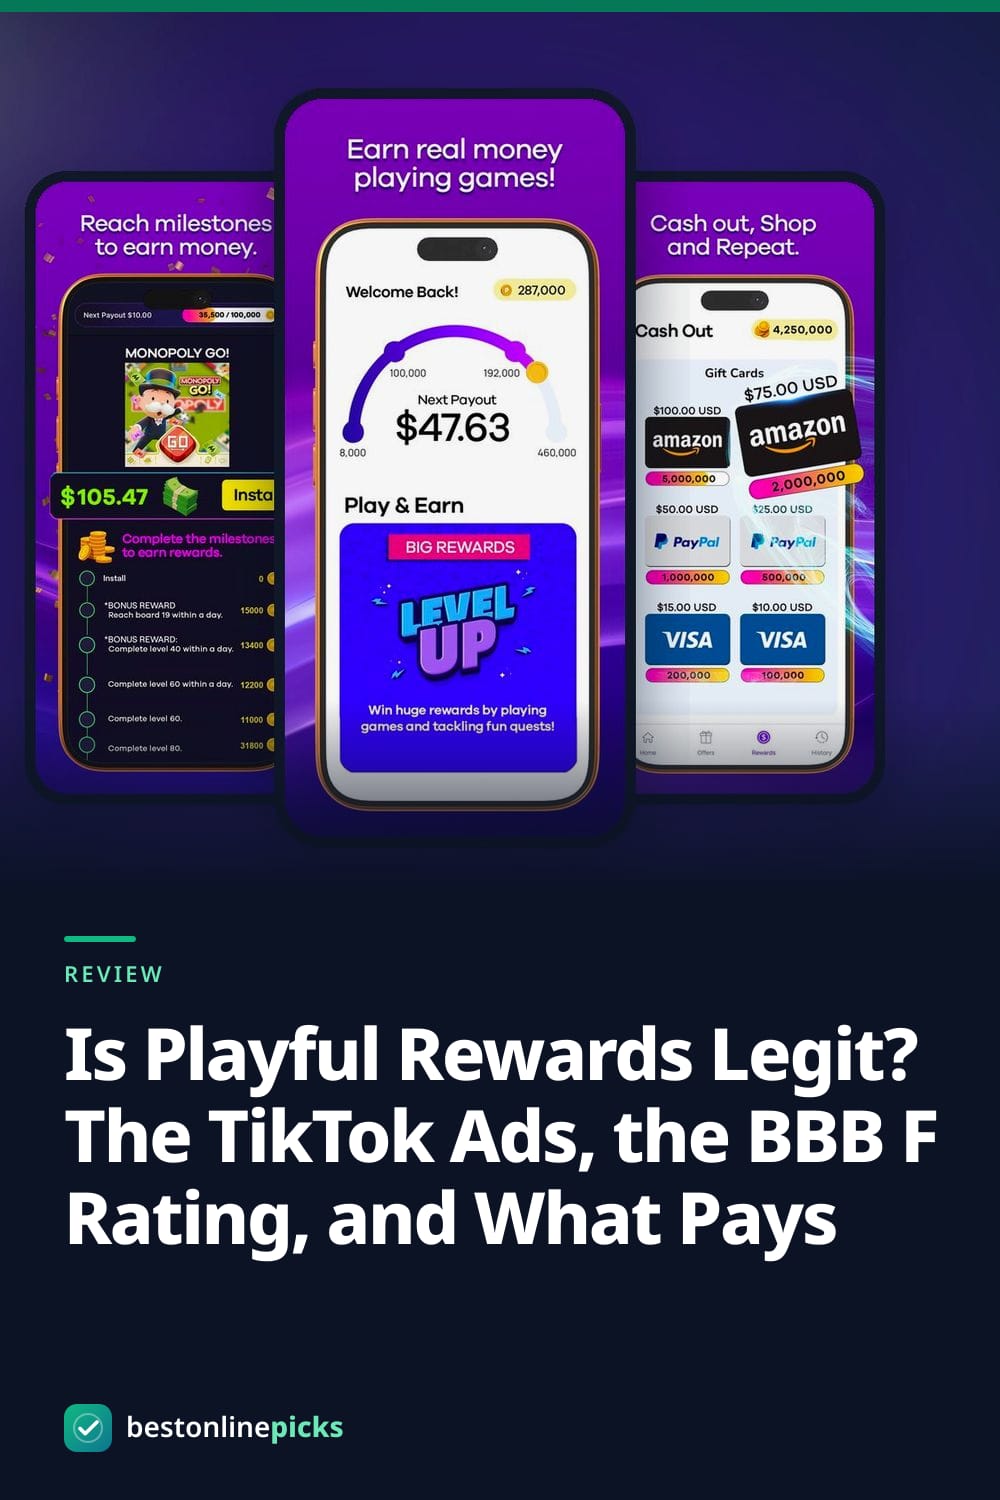 Reach milestones
to earn money.
Next Payout $10.00
35,500 / 100,000
MONOPOLY GO!
MONOPOLY
GO!
GO
$105.47
Insta
Complete the milestones
to earn rewards.
Install
0
*BONUS REWARD
Reach board 19 within a day.
15000
*BONUS REWARD:
Complete level 40 within a day.
13400
Complete level 60 within a day.
12200
Complete level 60.
11000
Complete level 80.
31800
Earn real money
playing games!
Welcome Back!
287,000
100,000
192,000
Next Payout
$47.63
8,000
460,000
Play & Earn
BIG REWARDS
LEVEL
UP
Win huge rewards by playing
games and tackling fun quests!
Cash out, Shop
and Repeat.
Cash Out
4,250,000
Gift Cards
$100.00 USD
amazon
5,000,000
$75.00 USD
amazon
2,000,000
$50.00 USD
PayPal
1,000,000
$25.00 USD
PayPal
500,000
$15.00 USD
VISA
200,000
$10.00 USD
VISA
100,000
Home
Offers
Rewards
History
REVIEW
Is Playful Rewards Legit?
The TikTok Ads, the BBB F
Rating, and What Pays
bestonlinepicks